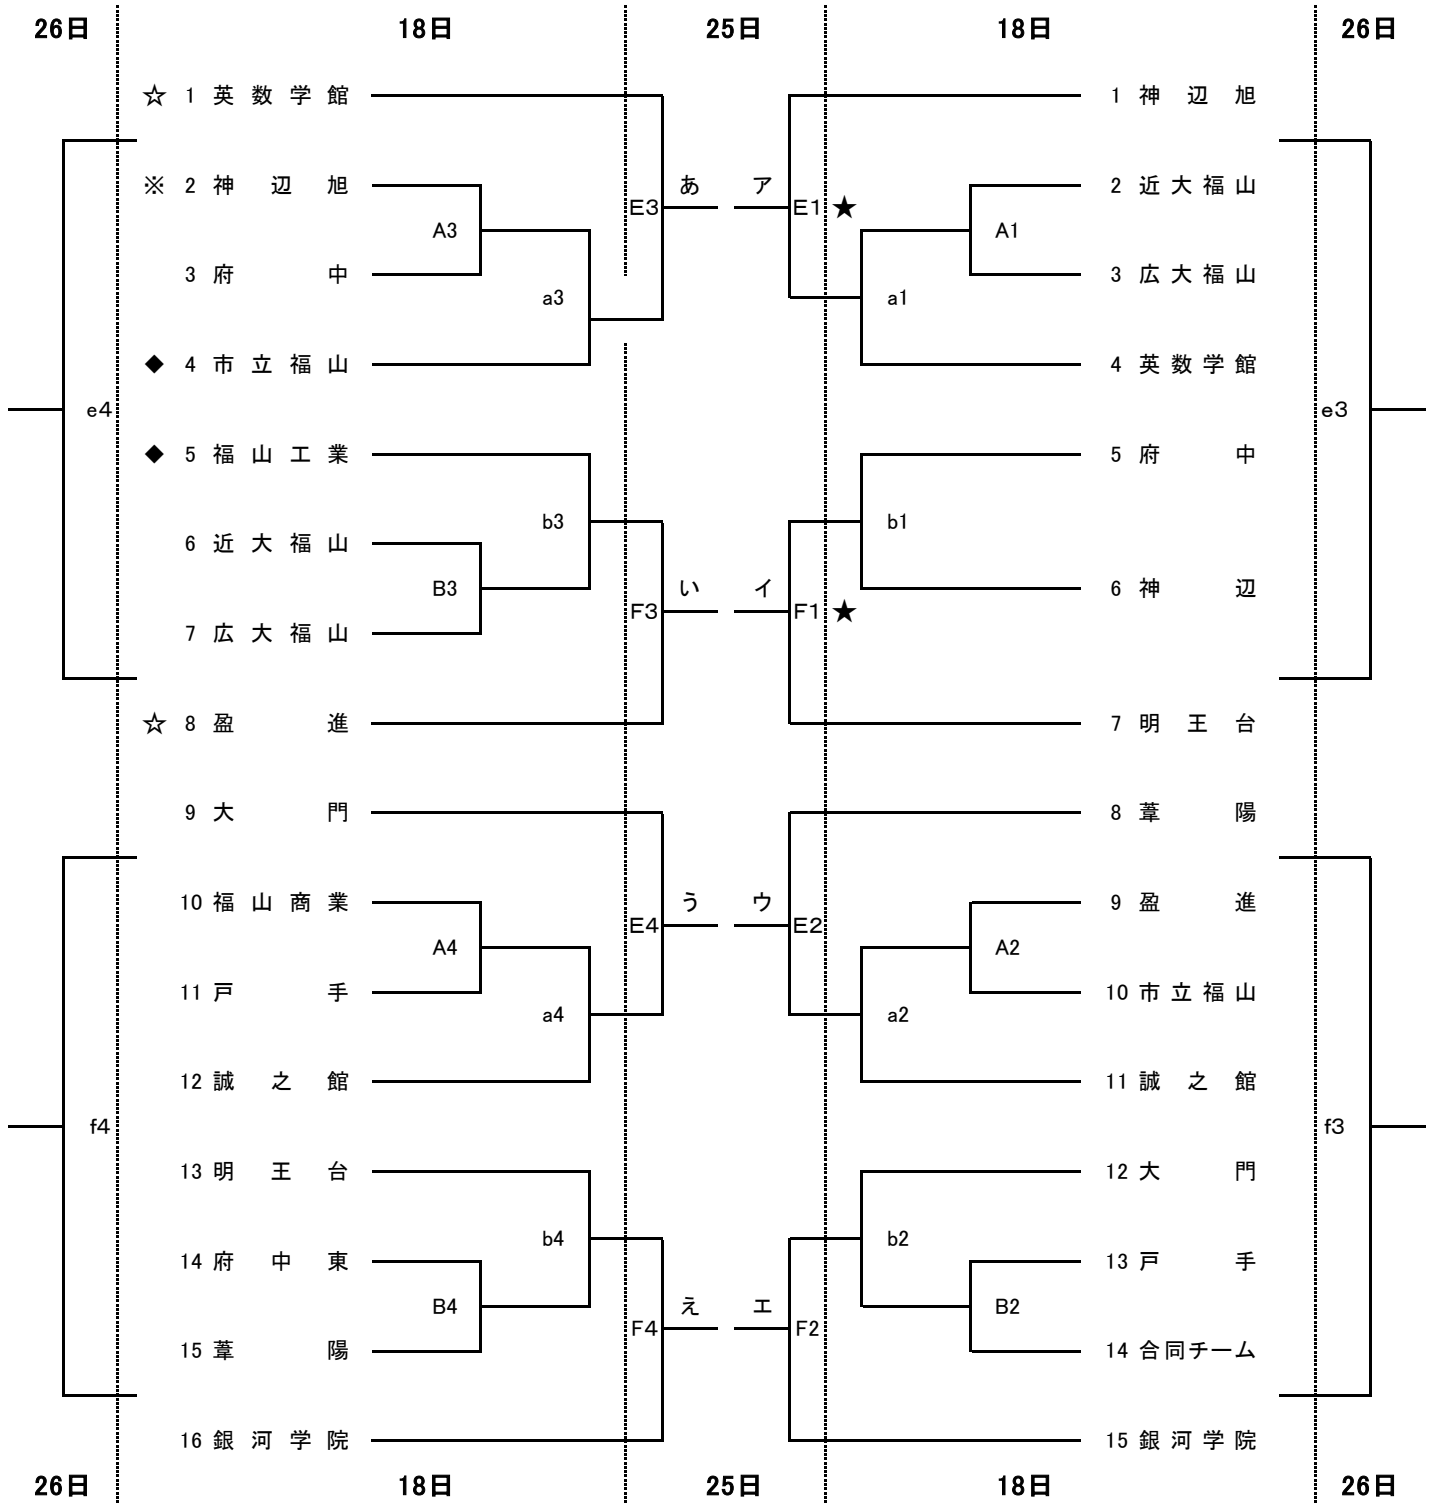 26日 18日 25日 18日 26日
☆ 1 英数学館 1 神辺旭
※ 2 神辺旭 あ ア 2 近大福山
E3 E1 ★
A3 A1
3 府中 3 広大福山
a3 a1
◆ 4 市立福山 4 英数学館
e4 e3
◆ 5 福山工業 5 府中
b3 b1
6 近大福山
B3 い イ 6 神辺
F3 F1 ★
7 広大福山
☆ 8 盈進 7 明王台
9 大門 8 葦陽
10 福山商業 う ウ 9 盈進
E4 E2
A4 A2
11 戸手 10 市立福山
a4 a2
12 誠之館 11 誠之館
f4 f3
13 明王台 12 大門
b4 b2
14 府中東 13 戸手
B4 え エ B2
F4 F2
15 葦陽 14 合同チーム
16 銀河学院 15 銀河学院
26日 18日 25日 18日 26日